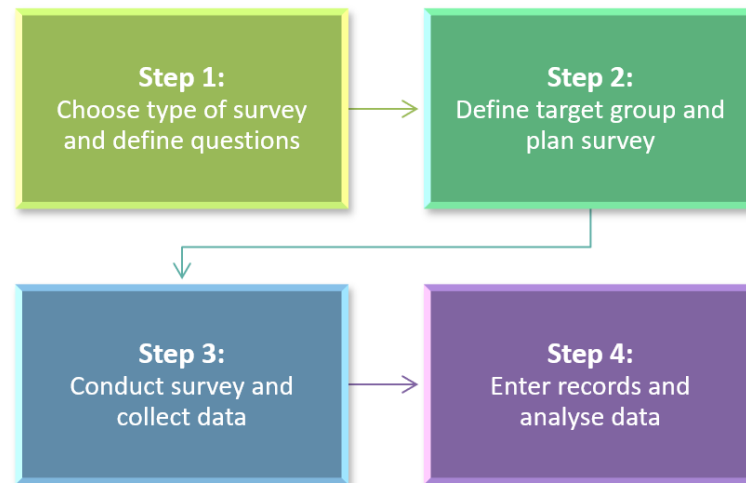 Step 1:
Choose type of survey
and define questions
Step 2:
Define target group and
plan survey
Step 3:
Conduct survey and
collect data
Step 4:
Enter records and
analyse data